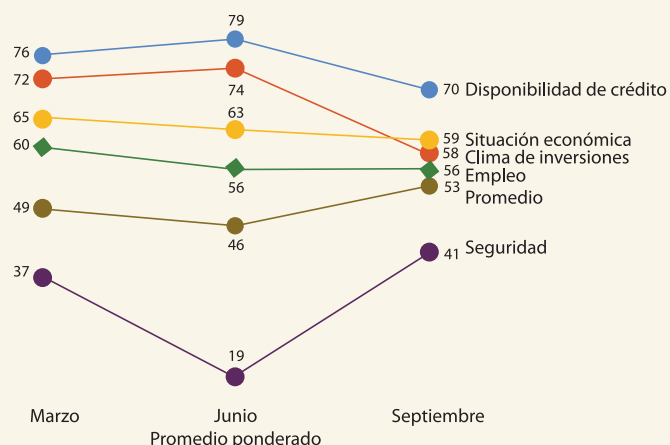 79
76
70 Disponibilidad de crédito
72
74
65
63
59 Situación económica
58 Clima de inversiones
60
56
56 Empleo
53 Promedio
49
46
41 Seguridad
37
19
Marzo Junio Septiembre
Promedio ponderado